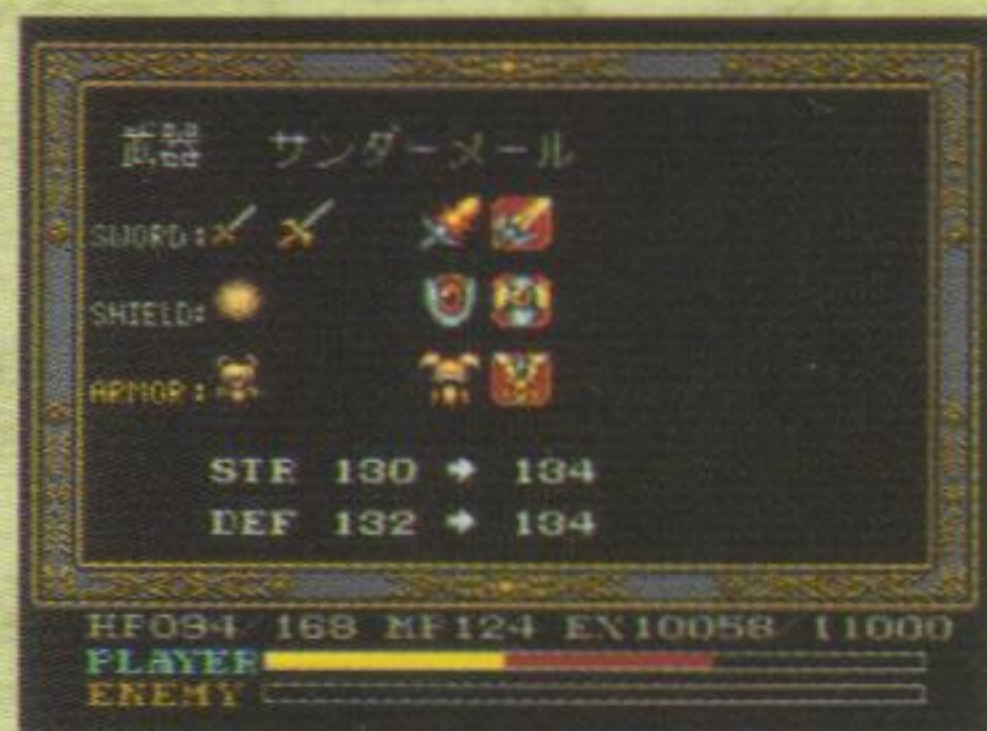 武器 サンダーメール
SWORD:
SHIELD:
ARMOR:
STR 130 → 134
DEF 132 → 134
HP094/168 MP124 EX10058/11000
PLAYER
ENEMY